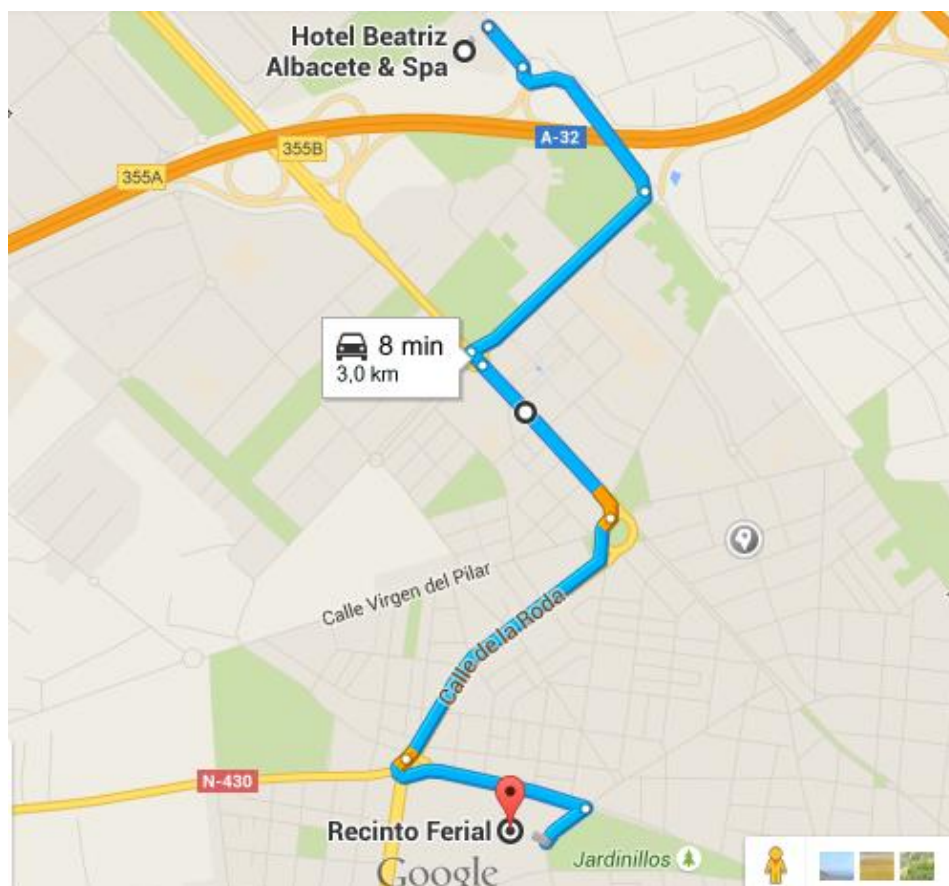 Hotel Beatriz
Albacete & Spa
A-32
355B
355A
8 min
3,0 km
Calle Virgen del Pilar
Calle de la Roda
N-430
Recinto Ferial
Google
Jardinillos